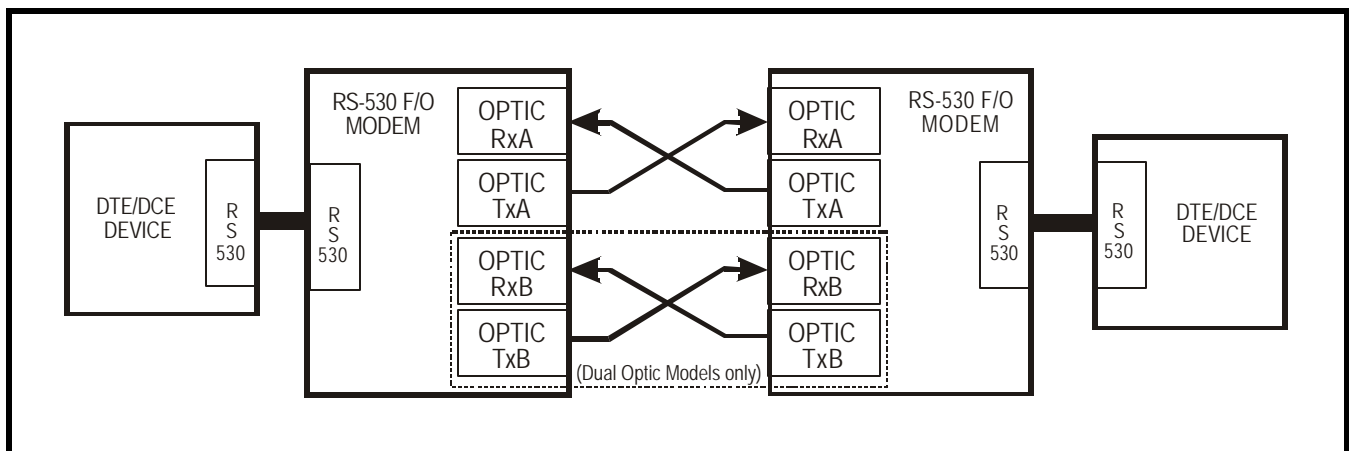 DTE/DCE
DEVICE
R
S
530
RS-530 F/O
MODEM
R
S
530
OPTIC
RxA
OPTIC
TxA
OPTIC
RxB
OPTIC
TxB
(Dual Optic Models only)
OPTIC
RxA
OPTIC
TxA
OPTIC
RxB
OPTIC
TxB
RS-530 F/O
MODEM
R
S
530
R
S
530
DTE/DCE
DEVICE